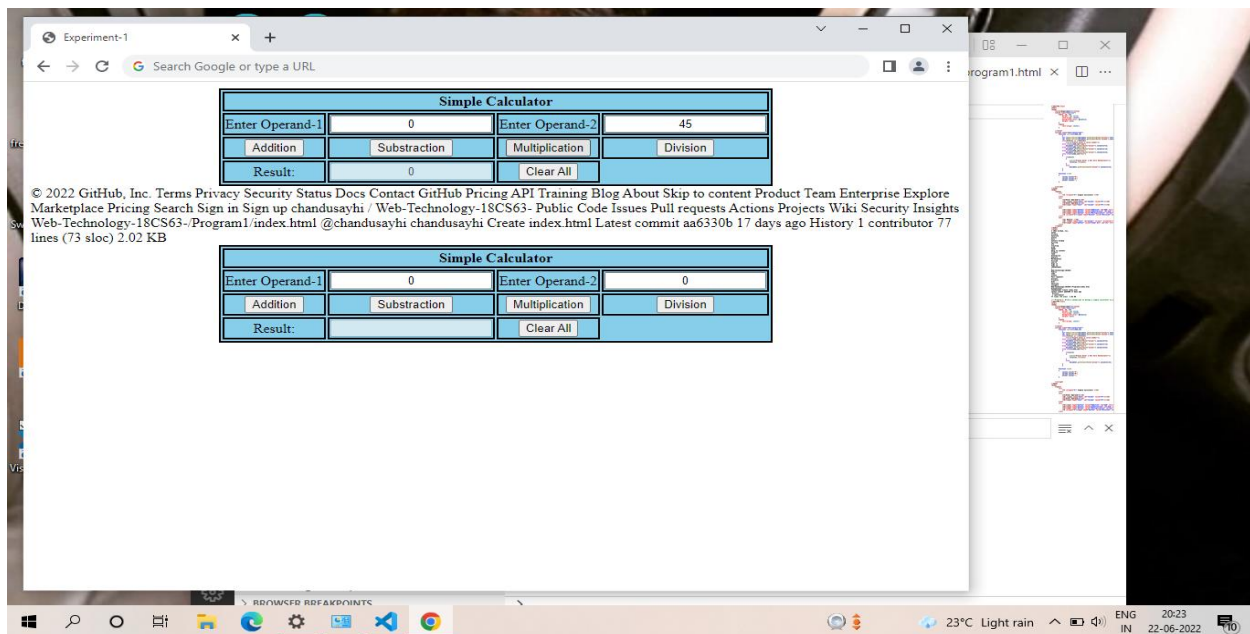 Experiment-1
Search Google or type a URL
rogram1.html
Simple Calculator
Enter Operand-1 0 Enter Operand-2 45
Addition Substraction Multiplication Division
Result: 0 Clear All
© 2022 GitHub, Inc. Terms Privacy Security Status Docs Contact GitHub Pricing API Training Blog About Skip to content Product Team Enterprise Explore
Marketplace Pricing Search Sign in Sign up chandusayhi / Web-Technology-18CS63- Public Code Issues Pull requests Actions Projects Wiki Security Insights
Web-Technology-18CS63-/Program1/index.html @chandusayhi chandusayhi Create index.html Latest commit aa6330b 17 days ago History 1 contributor 77
lines (73 sloc) 2.02 KB
Simple Calculator
Enter Operand-1 0 Enter Operand-2 0
Addition Substraction Multiplication Division
Result: Clear All
BROWSER BREAKPOINTS
23°C Light rain
ENG
IN
20:23
22-06-2022
10